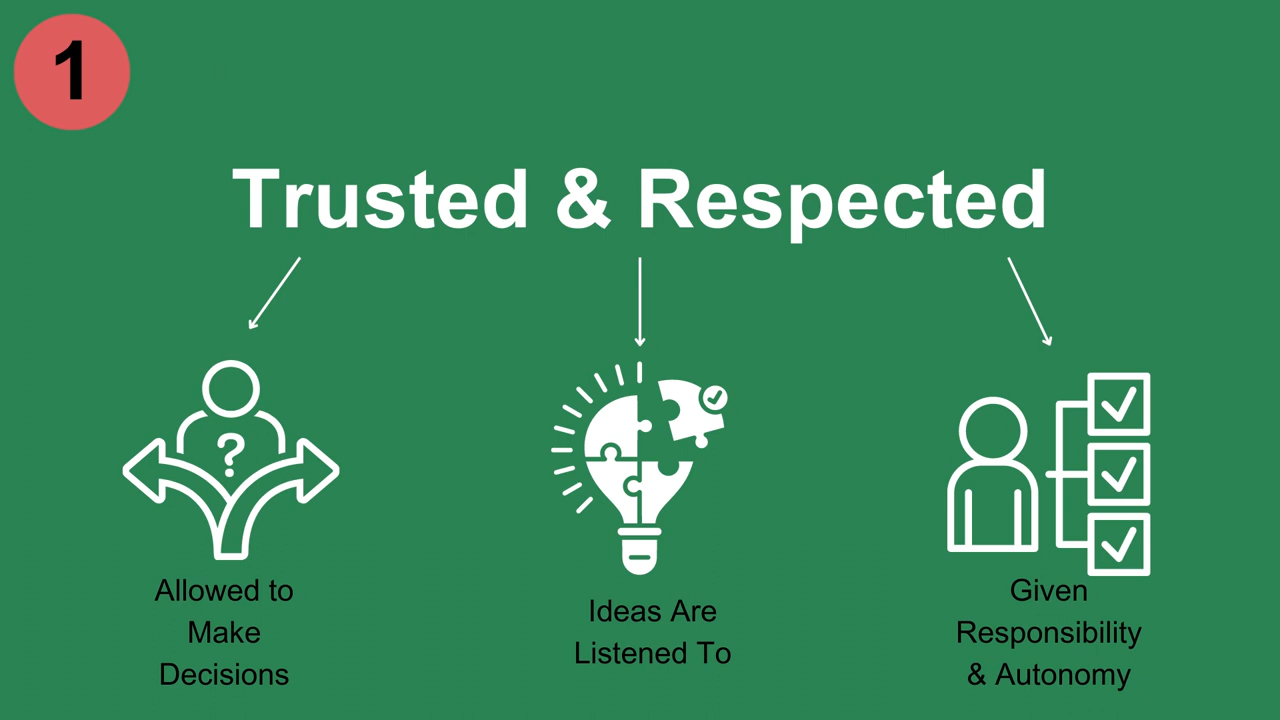 1
Trusted & Respected
?
Allowed to
Make
Decisions
Ideas Are
Listened To
Given
Responsibility
& Autonomy